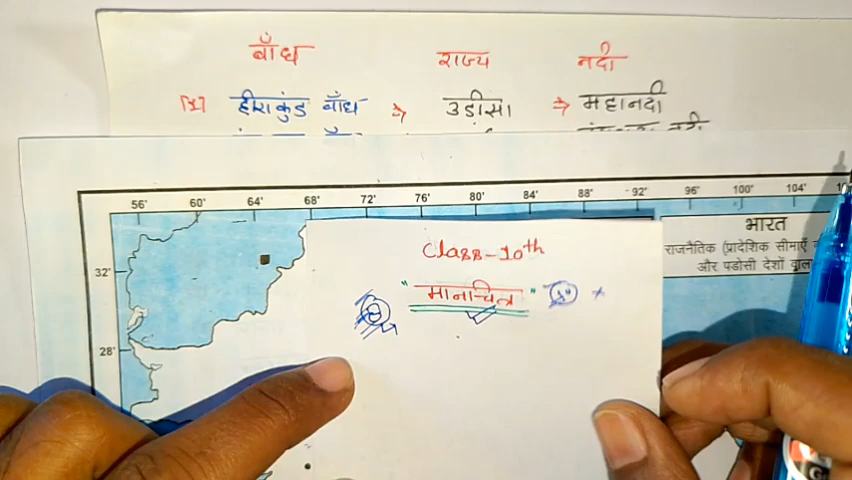 बाँध राज्य नदी
हीराकुंड बाँध ⇒ उड़ीसा ⇒ महानदी
56' 60' 64' 68' 72' 76' 80' 84' 88' 92' 96' 100' 104'
भारत
राजनैतिक (प्रादेशिक सीमाएँ
और पडोसी देशों
32'
28'
Class-10th
"मानचित्र"